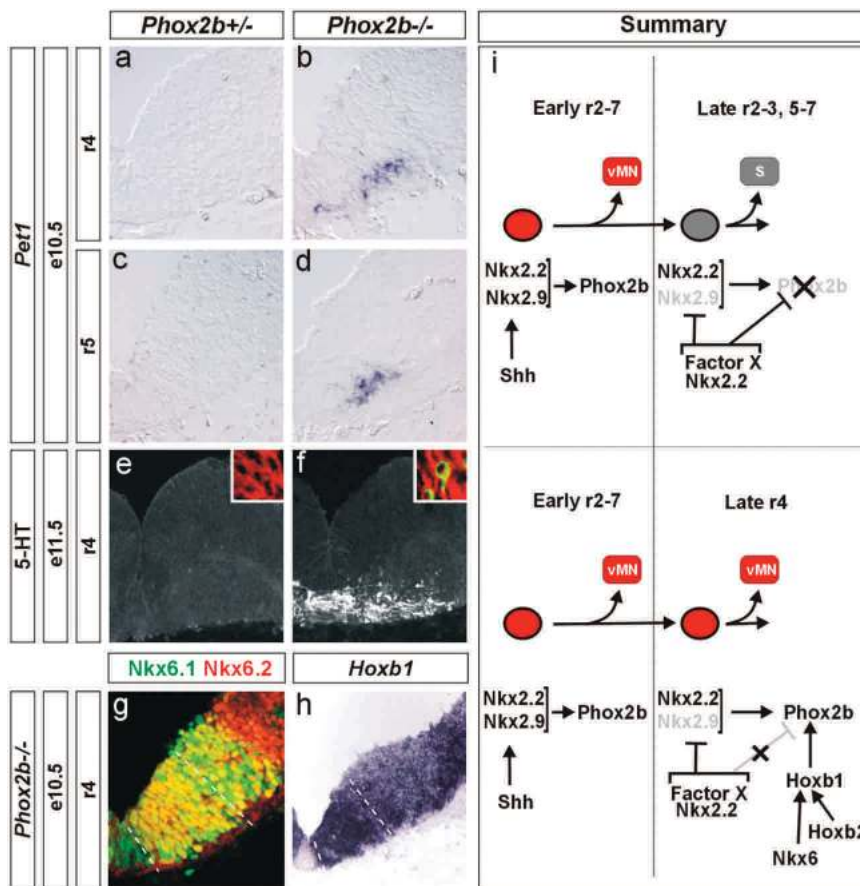 Phox2b+/-
Phox2b-/-
Summary
Pet1
e10.5
r4
a
b
r5
c
d
5-HT
e11.5
r4
e
f
Nkx6.1 Nkx6.2
Hoxb1
Phox2b-/-
e10.5
r4
g
h
i
Early r2-7
Late r2-3, 5-7
vMN
S
Nkx2.2
Nkx2.9
Phox2b
Shh
Nkx2.2
Nkx2.9
Phox2b
Factor X
Nkx2.2
Early r2-7
Late r4
vMN
vMN
Nkx2.2
Nkx2.9
Phox2b
Shh
Nkx2.2
Nkx2.9
Phox2b
Factor X
Nkx2.2
Hoxb1
Hoxb2
Nkx6